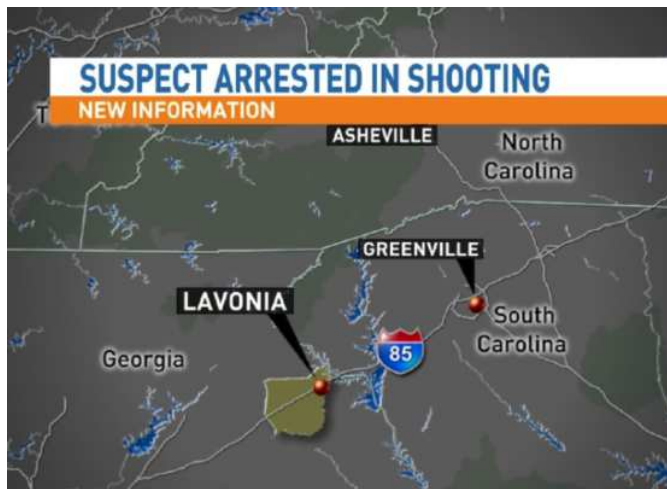 SUSPECT ARRESTED IN SHOOTING
NEW INFORMATION
T
ASHEVILLE
North
Carolina
GREENVILLE
LAVONIA
South
Carolina
85
Georgia